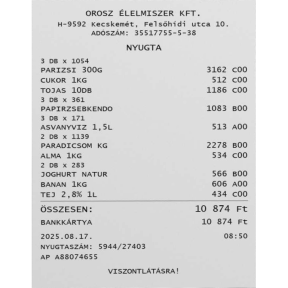 OROSZ ÉLELMISZER KFT.
H-9592 Kecskemét, Felsőhidi utca 10.
ADÓSZÁM: 35517755-5-38
NYUGTA
3 DB x 1054
PARIZSI 300G 3162 C00
CUKOR 1KG 512 C00
TOJAS 10DB 1186 C00
3 DB x 361
PAPIRZSEBKENDO 1083 B00
3 DB x 171
ASVANYVIZ 1,5L 513 A00
2 DB x 1139
PARADICSOM KG 2278 B00
ALMA 1KG 534 C00
2 DB x 283
JOGHURT NATUR 566 B00
BANAN 1KG 606 A00
TEJ 2,8% 1L 434 C00
ÖSSZESEN: 10 874 Ft
BANKKÁRTYA 10 874 Ft
2025.08.17. 08:50
NYUGTASZÁM: 5944/27403
AP A88074655
VISZONTLÁTÁSRA!